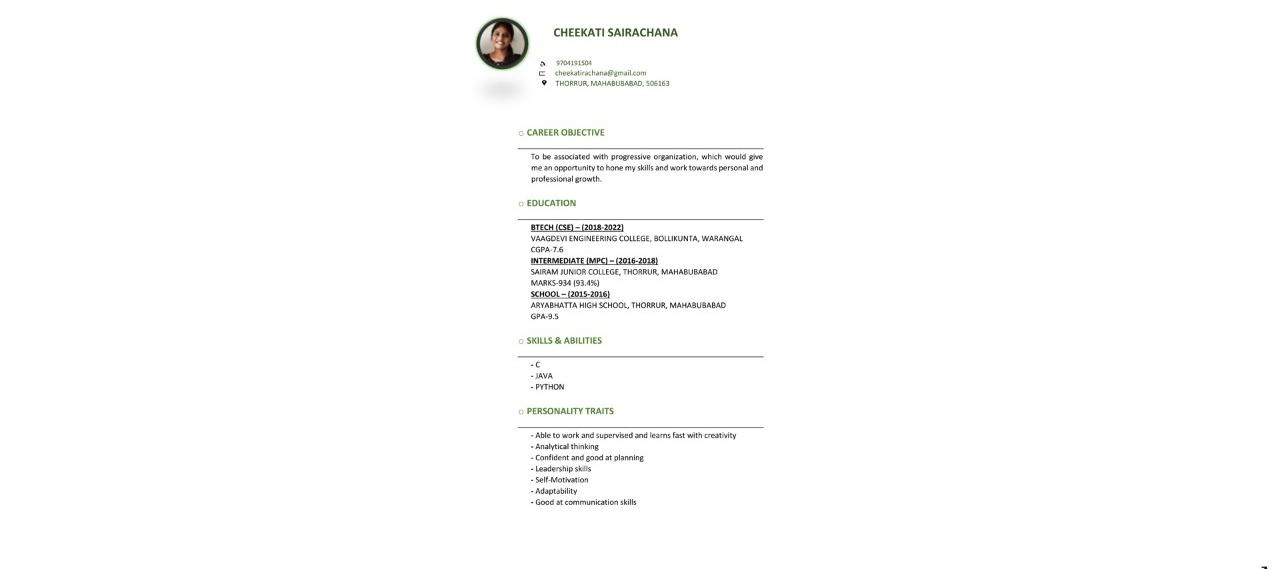 CHEEKATI SAIRACHANA
9704191504
cheekatirachana@gmail.com
THORRUR, MAHABUBABAD, 506163
○ CAREER OBJECTIVE
To be associated with progressive organization, which would give
me an opportunity to hone my skills and work towards personal and
professional growth.
○ EDUCATION
BTECH (CSE) – (2018-2022)
VAAGDEVI ENGINEERING COLLEGE, BOLLIKUNTA, WARANGAL
CGPA-7.6
INTERMEDIATE (MPC) – (2016-2018)
SAIRAM JUNIOR COLLEGE, THORRUR, MAHABUBABAD
MARKS-934 (93.4%)
SCHOOL – (2015-2016)
ARYABHATTA HIGH SCHOOL, THORRUR, MAHABUBABAD
GPA-9.5
○ SKILLS & ABILITIES
- C
- JAVA
- PYTHON
○ PERSONALITY TRAITS
- Able to work and supervised and learns fast with creativity
- Analytical thinking
- Confident and good at planning
- Leadership skills
- Self-Motivation
- Adaptability
- Good at communication skills